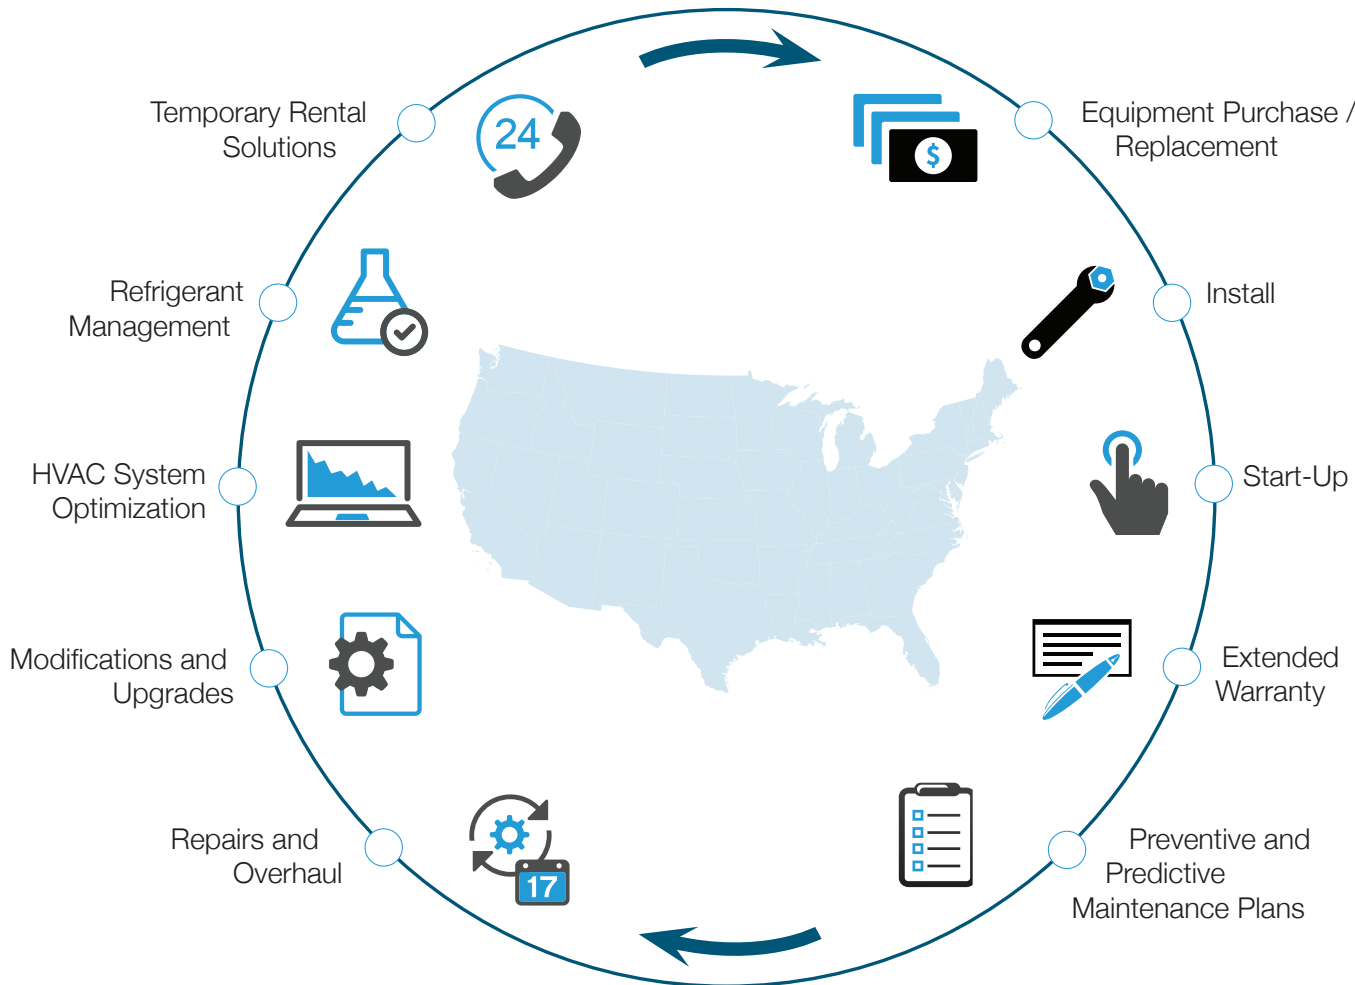 Temporary Rental
Solutions
24
$
Equipment Purchase /
Replacement
Refrigerant
Management
Install
HVAC System
Optimization
Start-Up
Modifications and
Upgrades
Extended
Warranty
Repairs and
Overhaul
17
Preventive and
Predictive
Maintenance Plans